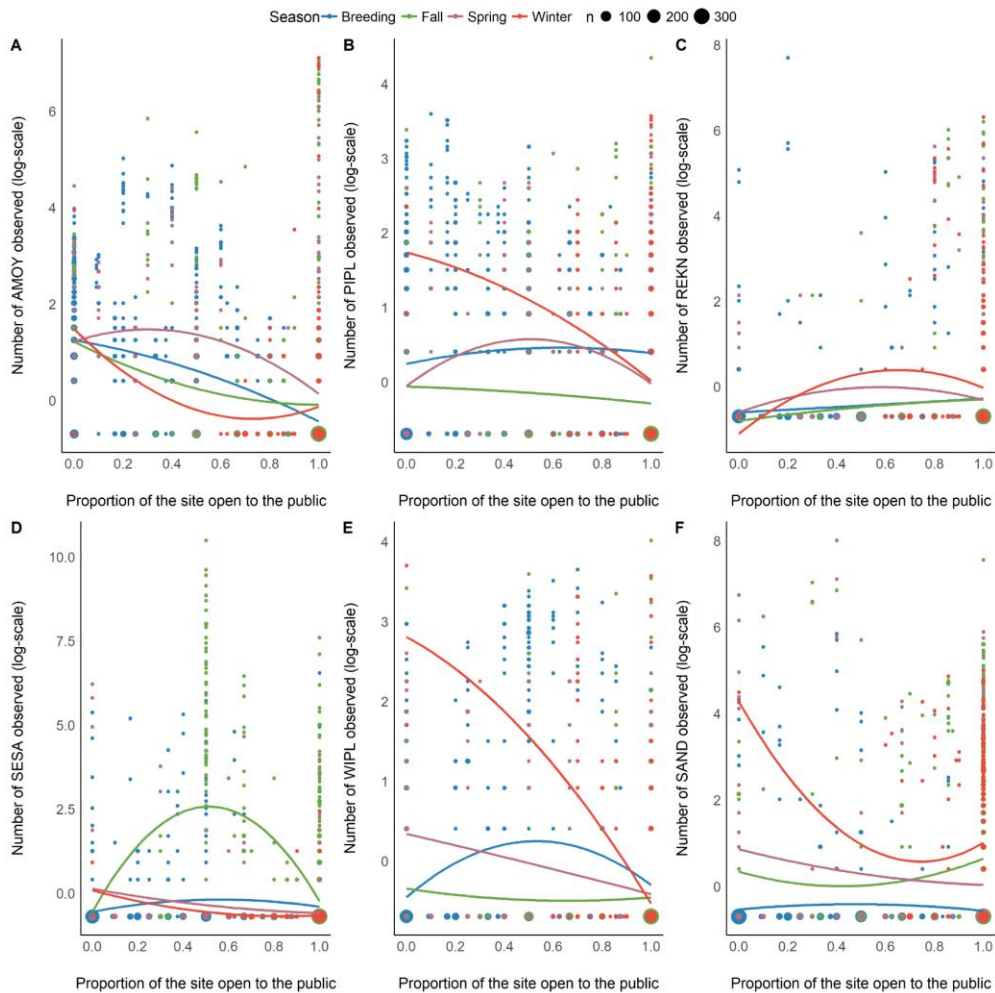 Season Breeding Fall Spring Winter n 100 200 300
A
Number of AMOY observed (log-scale)
6
4
2
0
0.0 0.2 0.4 0.6 0.8 1.0
Proportion of the site open to the public
B
Number of PIPL observed (log-scale)
4
3
2
1
0
0.0 0.2 0.4 0.6 0.8 1.0
Proportion of the site open to the public
C
Number of REKN observed (log-scale)
8
6
4
2
0
0.0 0.2 0.4 0.6 0.8 1.0
Proportion of the site open to the public
D
Number of SESA observed (log-scale)
10.0
7.5
5.0
2.5
0.0
0.0 0.2 0.4 0.6 0.8 1.0
Proportion of the site open to the public
E
Number of WIPL observed (log-scale)
4
3
2
1
0
0.0 0.2 0.4 0.6 0.8 1.0
Proportion of the site open to the public
F
Number of SAND observed (log-scale)
8
6
4
2
0
0.0 0.2 0.4 0.6 0.8 1.0
Proportion of the site open to the public